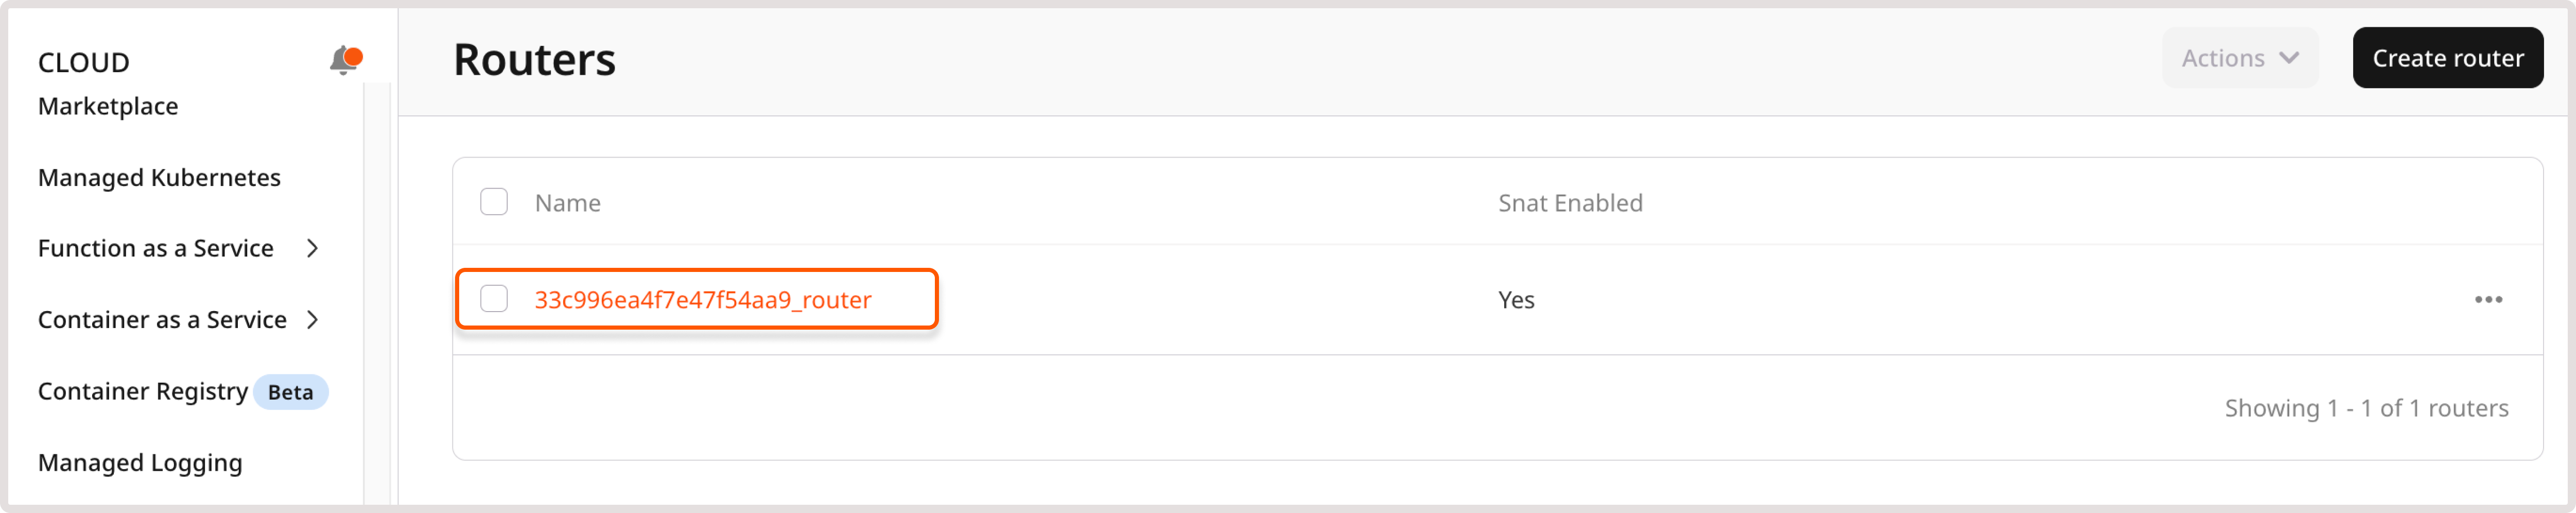 CLOUD
Marketplace
Managed Kubernetes
Function as a Service
Container as a Service
Container Registry Beta
Managed Logging
Routers
Actions
Create router
Name Snat Enabled
33c996ea4f7e47f54aa9_router Yes
Showing 1 - 1 of 1 routers